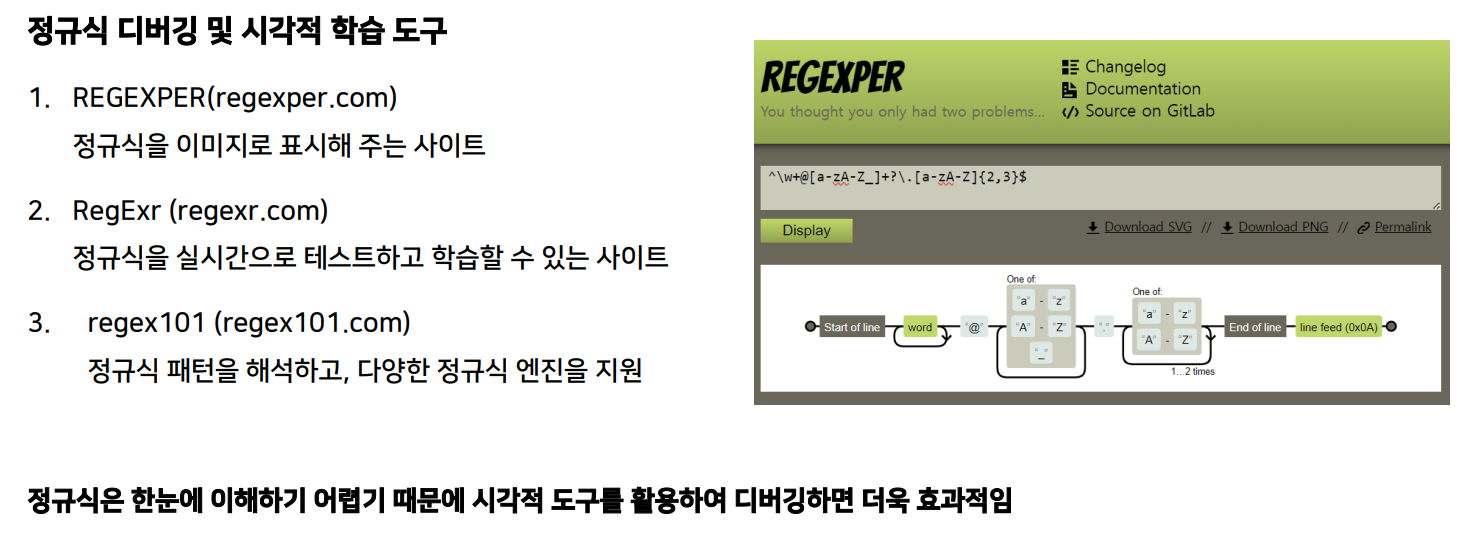 정규식 디버깅 및 시각적 학습 도구
1. REGEXPER(regexper.com)
정규식을 이미지로 표시해 주는 사이트
2. RegExr (regexr.com)
정규식을 실시간으로 테스트하고 학습할 수 있는 사이트
3. regex101 (regex101.com)
정규식 패턴을 해석하고, 다양한 정규식 엔진을 지원
REGEXPER
You thought you only had two problems...
Changelog
Documentation
Source on GitLab
^\w+@[a-zA-Z_]+?\.[a-zA-Z]{2,3}$
Display
Download SVG // Download PNG // Permalink
One of:
"a" - "z"
"A" - "Z"
"_"
One of:
"a" - "z"
"A" - "Z"
Start of line
word
"@"
"."
End of line
line feed (0x0A)
1...2 times
정규식은 한눈에 이해하기 어렵기 때문에 시각적 도구를 활용하여 디버깅하면 더욱 효과적임